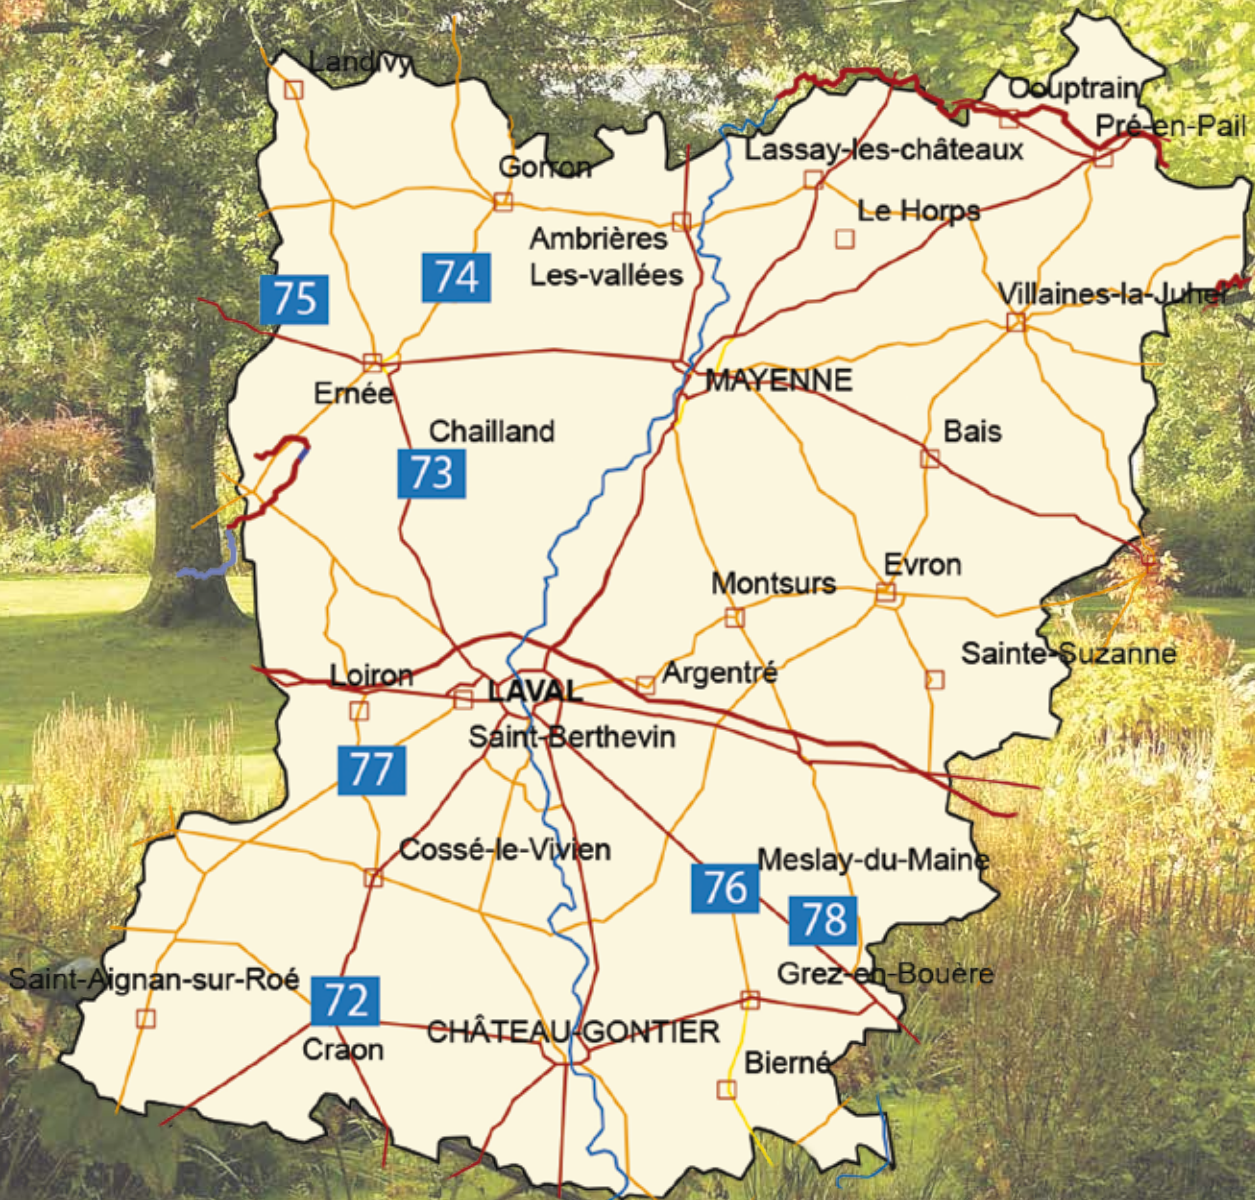 Landivy
Couptrain
Pré-en-Pail
Lassay-les-châteaux
Gorron
Le Horps
Ambrières
Les-vallées
74
75
Villaines-la-Juhel
MAYENNE
Ernée
Chailland
Bais
73
Evron
Montsurs
Sainte-Suzanne
Argentré
Loiron
LAVAL
Saint-Berthevin
77
Cossé-le-Vivien
Meslay-du-Maine
76
78
Grez-en-Bouère
Saint-Aignan-sur-Roé
72
CHÂTEAU-GONTIER
Craon
Bierné